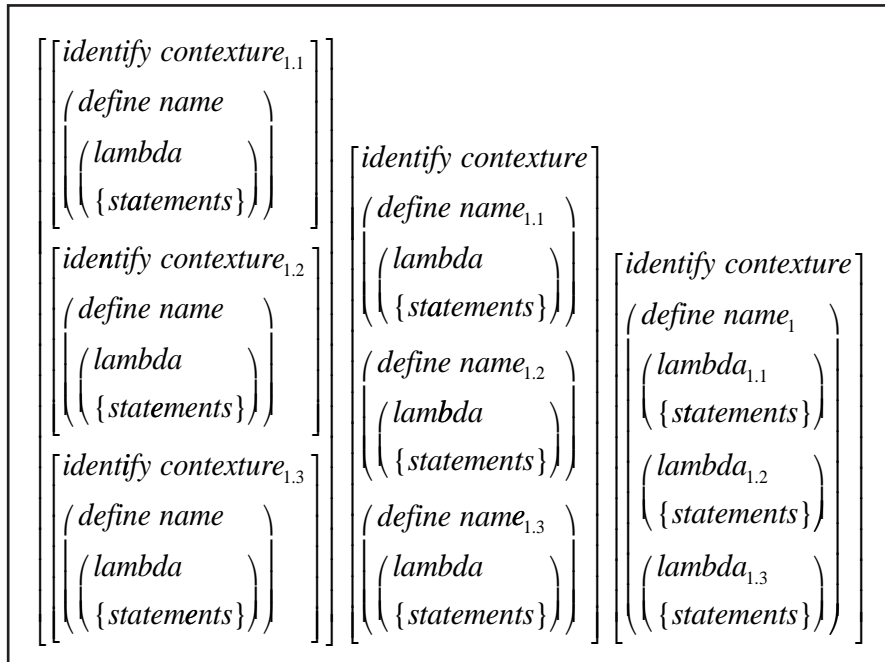 identify contexture1.1
define name
lambda
{statements}
identify contexture1.2
define name
lambda
{statements}
identify contexture1.3
define name
lambda
{statements}
identify contexture
define name1.1
lambda
{statements}
define name1.2
lambda
{statements}
define name1.3
lambda
{statements}
identify contexture
define name1
lambda1.1
{statements}
lambda1.2
{statements}
lambda1.3
{statements}